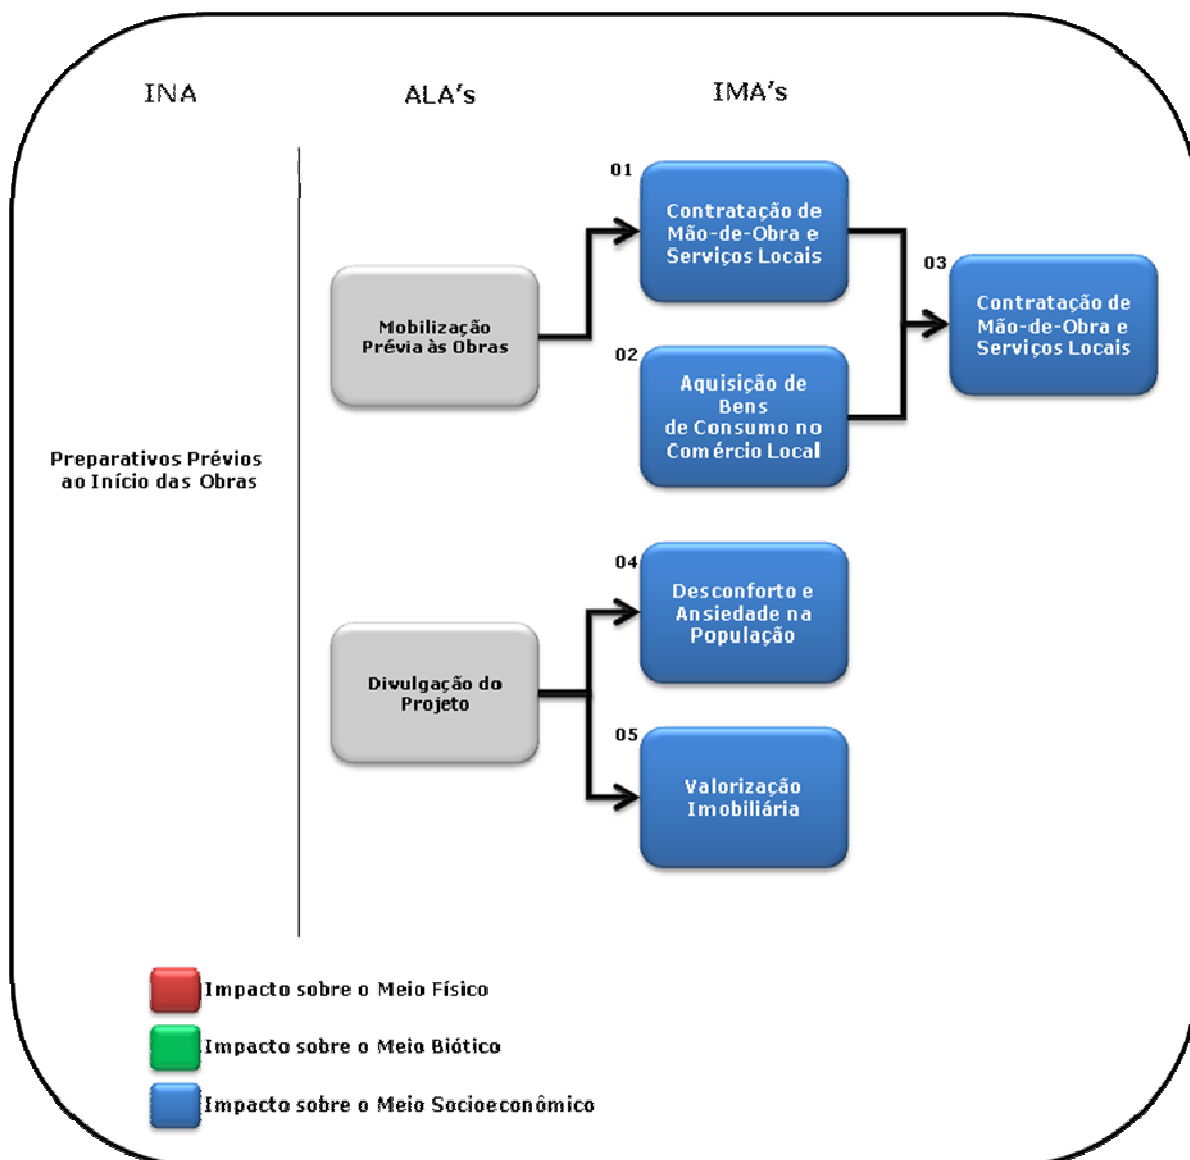 INA
ALA's
IMA's
01
Contratação de
Mão-de-Obra e
Serviços Locais
03
Contratação de
Mão-de-Obra e
Serviços Locais
Mobilização
Prévia às Obras
02
Aquisição de
Bens
de Consumo no
Comércio Local
Preparativos Prévios
ao Início das Obras
04
Desconforto e
Ansiedade na
População
Divulgação do
Projeto
05
Valorização
Imobiliária
Impacto sobre o Meio Físico
Impacto sobre o Meio Biótico
Impacto sobre o Meio Socioeconômico